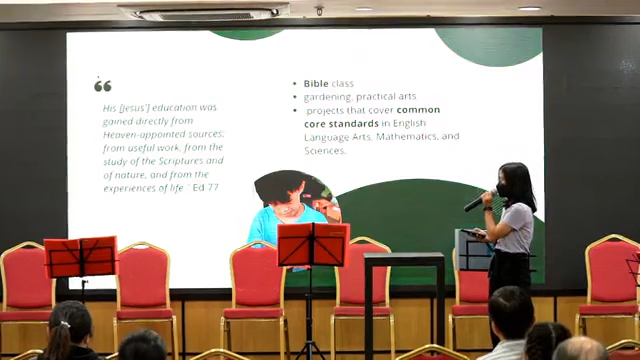 “
His [Jesus’] education was
gained directly from
Heaven-appointed sources;
from useful work, from the
study of the Scriptures and
of nature, and from the
experiences of life.” Ed 77
• Bible class
• gardening, practical arts
• projects that cover common
core standards in English
Language Arts, Mathematics, and
Sciences.